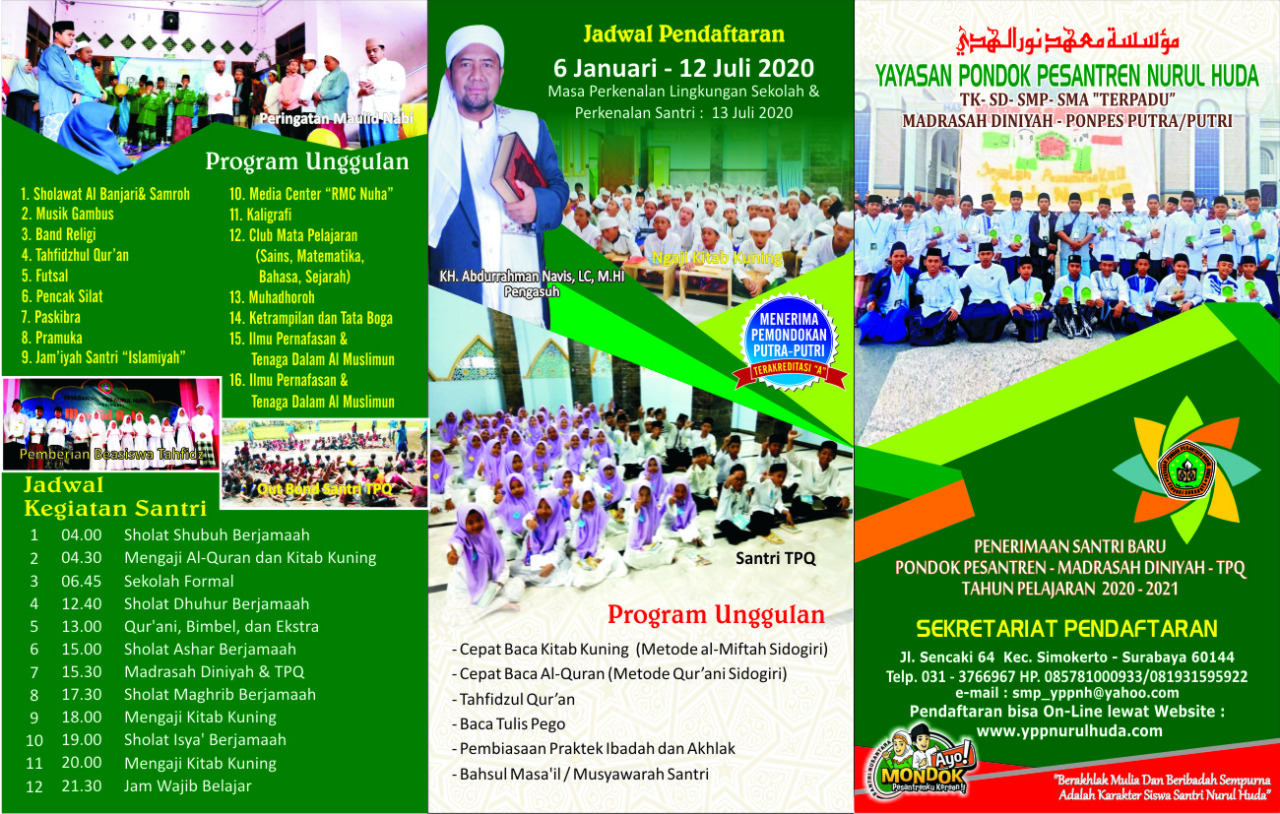 Peringatan Maulid Nabi
Program Unggulan
1. Sholawat Al Banjari& Samroh
2. Musik Gambus
3. Band Religi
4. Tahfidzhul Qur'an
5. Futsal
6. Pencak Silat
7. Paskibra
8. Pramuka
9. Jam'iyah Santri “Islamiyah”
10. Media Center “RMC Nuha”
11. Kaligrafi
12. Club Mata Pelajaran
(Sains, Matematika,
Bahasa, Sejarah)
13. Muhadhoroh
14. Ketrampilan dan Tata Boga
15. Ilmu Pernafasan &
Tenaga Dalam Al Muslimun
16. Ilmu Pernafasan &
Tenaga Dalam Al Muslimun
Pemberian Beasiswa Tahfidz
Out Bond Santri TPQ
Jadwal
Kegiatan Santri
1 04.00 Sholat Shubuh Berjamaah
2 04.30 Mengaji Al-Quran dan Kitab Kuning
3 06.45 Sekolah Formal
4 12.40 Sholat Dhuhur Berjamaah
5 13.00 Qur'ani, Bimbel, dan Ekstra
6 15.00 Sholat Ashar Berjamaah
7 15.30 Madrasah Diniyah & TPQ
8 17.30 Sholat Maghrib Berjamaah
9 18.00 Mengaji Kitab Kuning
10 19.00 Sholat Isya' Berjamaah
11 20.00 Mengaji Kitab Kuning
12 21.30 Jam Wajib Belajar
Jadwal Pendaftaran
6 Januari - 12 Juli 2020
Masa Perkenalan Lingkungan Sekolah &
Perkenalan Santri : 13 Juli 2020
Ngaji Kitab Kuning
KH. Abdurrahman Navis, LC, M.HI
Pengasuh
MENERIMA
PEMONDOKAN
PUTRA-PUTRI
TERAKREDITASI “A”
Santri TPQ
Program Unggulan
- Cepat Baca Kitab Kuning (Metode al-Miftah Sidogiri)
- Cepat Baca Al-Quran (Metode Qur'ani Sidogiri)
- Tahfidzul Qur'an
- Baca Tulis Pego
- Pembiasaan Praktek Ibadah dan Akhlak
- Bahsul Masa'il / Musyawarah Santri
مؤسسة معهد نور الهدي
YAYASAN PONDOK PESANTREN NURUL HUDA
TK- SD- SMP- SMA "TERPADU"
MADRASAH DINIYAH - PONPES PUTRA/PUTRI
PENERIMAAN SANTRI BARU
PONDOK PESANTREN - MADRASAH DINIYAH - TPQ
TAHUN PELAJARAN 2020 - 2021
SEKRETARIAT PENDAFTARAN
Jl. Sencaki 64 Kec. Simokerto - Surabaya 60144
Telp. 031 - 3766967 HP. 085781000933/081931595922
e-mail : smp_yppnh@yahoo.com
Pendaftaran bisa On-Line lewat Website :
www.yppnurulhuda.com
Ayo!
MONDOK
Pesantrenku Keren!!
"Berakhlak Mulia Dan Beribadah Sempurna
Adalah Karakter Siswa Santri Nurul Huda"